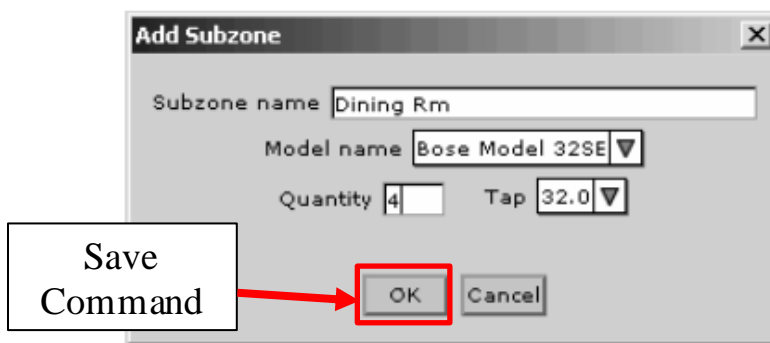 Add Subzone
Subzone name Dining Rm
Model name Bose Model 32SE
Quantity 4 Tap 32.0
Save
Command
OK Cancel